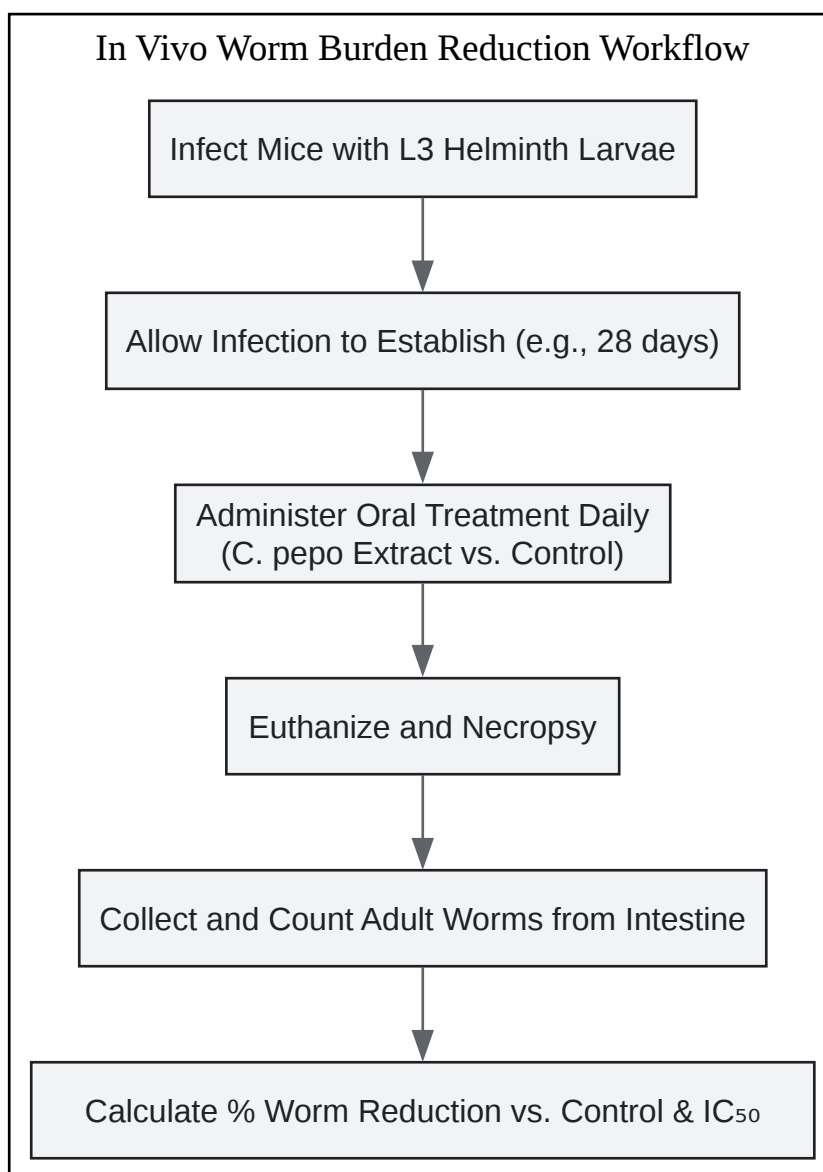 In Vivo Worm Burden Reduction Workflow
Infect Mice with L3 Helminth Larvae
Allow Infection to Establish (e.g., 28 days)
Administer Oral Treatment Daily
(C. pepo Extract vs. Control)
Euthanize and Necropsy
Collect and Count Adult Worms from Intestine
Calculate % Worm Reduction vs. Control & IC₅₀